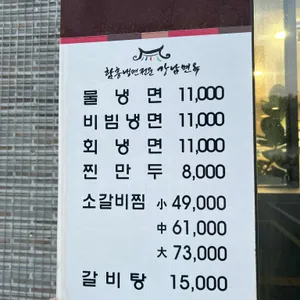 함흥냉면전문 강남면옥
물냉면 11,000
비빔냉면 11,000
회냉면 11,000
찐만두 8,000
소갈비찜 小 49,000
中 61,000
大 73,000
갈비탕 15,000